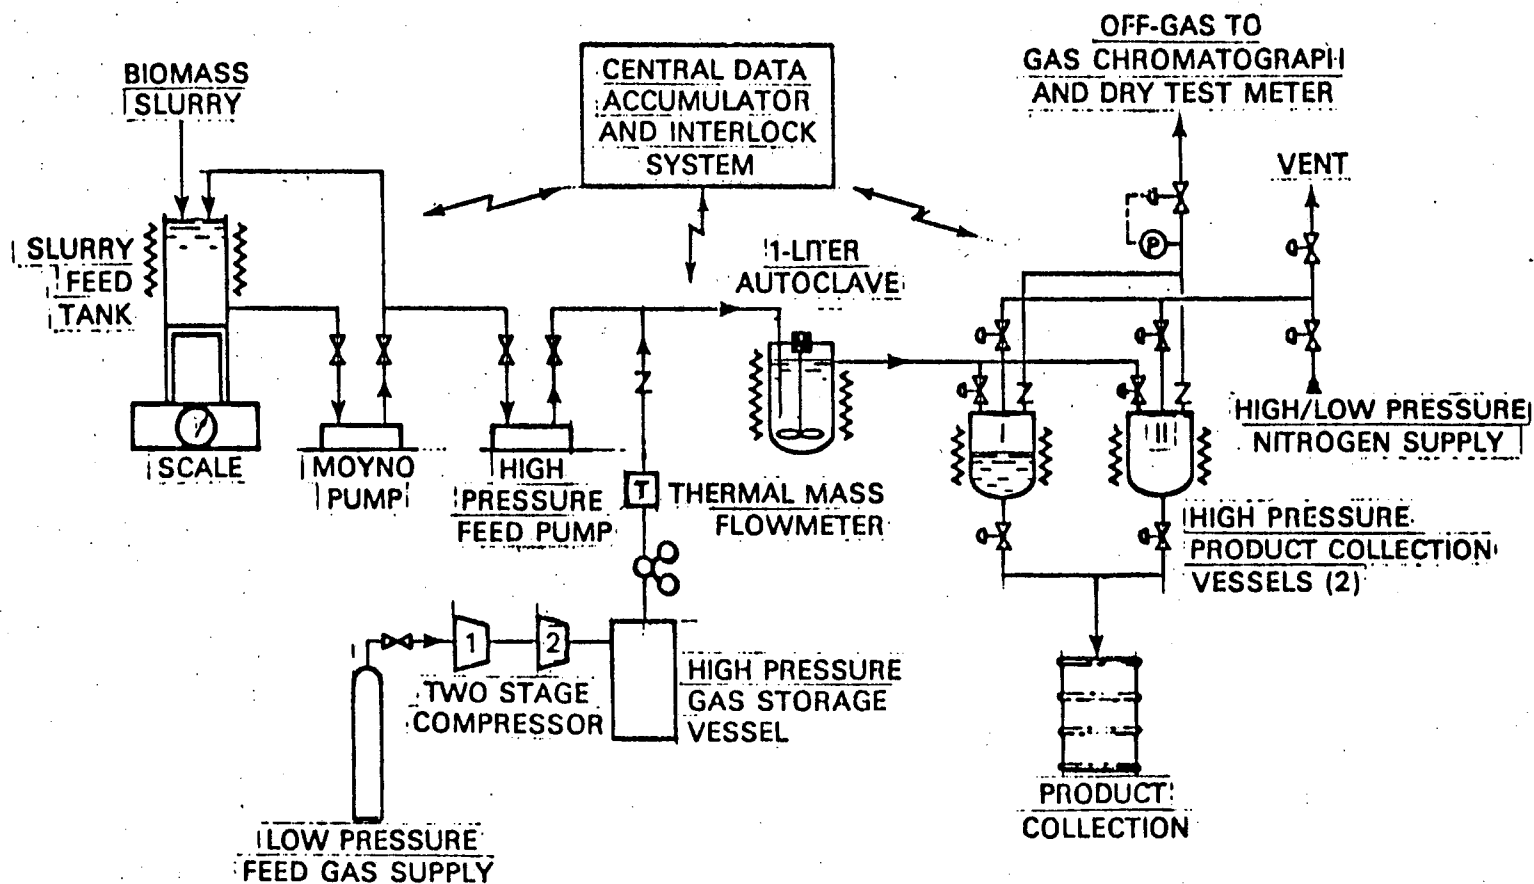 OFF-GAS TO
GAS CHROMATOGRAPH
AND DRY TEST METER
BIOMASS
SLURRY
CENTRAL DATA
ACCUMULATOR
AND INTERLOCK
SYSTEM
VENT
SLURRY
FEED
TANK
P
1-LITER
AUTOCLAVE
SCALE
MOYNO
PUMP
HIGH
PRESSURE
FEED PUMP
T
THERMAL MASS
FLOWMETER
I
II
HIGH/LOW PRESSURE
NITROGEN SUPPLY
HIGH PRESSURE
PRODUCT COLLECTION
VESSELS (2)
1
2
TWO STAGE
COMPRESSOR
HIGH PRESSURE
GAS STORAGE
VESSEL
LOW PRESSURE
FEED GAS SUPPLY
PRODUCT
COLLECTION